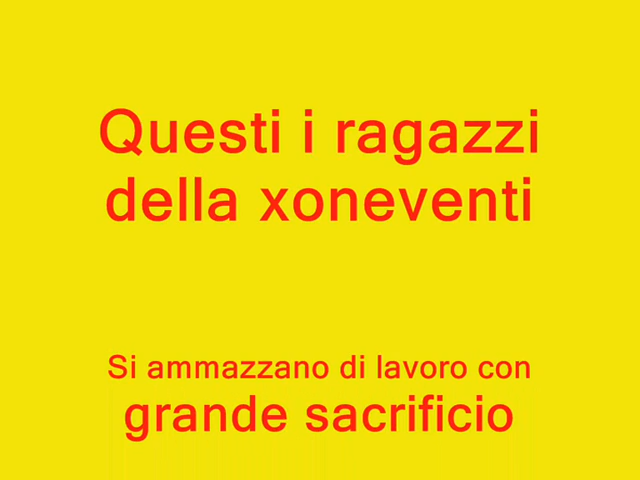 Questi i ragazzi
della xoneventi
Si ammazzano di lavoro con
grande sacrificio